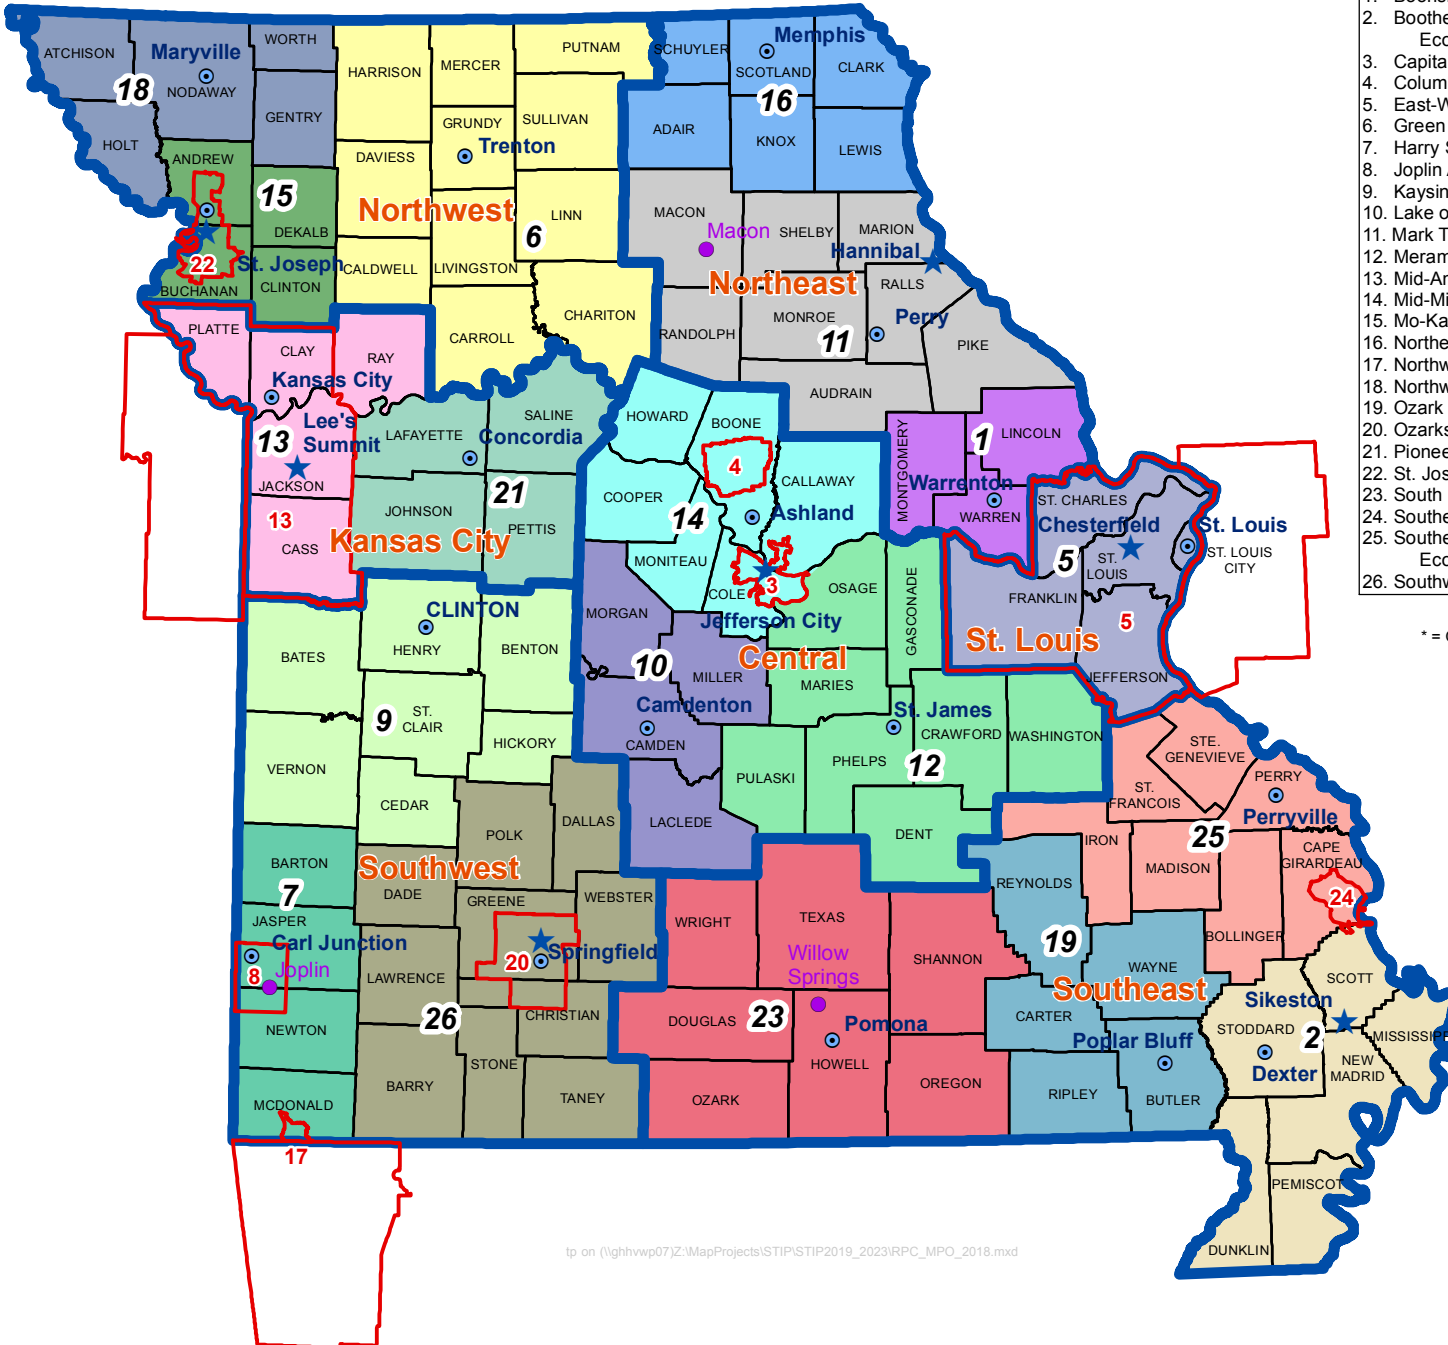 ATCHISON
Maryville
NODAWAY
WORTH
18
HOLT
GENTRY
HARRISON
MERCER
PUTNAM
SCHUYLER
Memphis
SCOTLAND
CLARK
16
ADAIR
KNOX
LEWIS
ANDREW
15
DEKALB
DAVIESS
GRUNDY
Trenton
SULLIVAN
Northwest
LINN
6
22
St. Joseph
BUCHANAN
CLINTON
CALDWELL
LIVINGSTON
CARROLL
CHARITON
MACON
Macon
SHELBY
MARION
Hannibal
Northeast
RALLS
RANDOLPH
MONROE
11
Perry
PIKE
AUDRAIN
PLATTE
CLAY
RAY
Kansas City
Lee's
Summit
13
JACKSON
13
CASS
LAFAYETTE
SALINE
Concordia
21
JOHNSON
PETTIS
Kansas City
HOWARD
BOONE
4
COOPER
14
CALLAWAY
Ashland
MONITEAU
COLE
3
Jefferson City
MONTGOMERY
1
LINCOLN
Warrenton
WARREN
ST. CHARLES
Chesterfield
St. Louis
ST. LOUIS
CITY
5
ST.
LOUIS
FRANKLIN
5
St. Louis
JEFFERSON
OSAGE
GASCONADE
Central
MARIES
MORGAN
10
MILLER
Camdenton
CAMDEN
LACLEDE
CLINTON
HENRY
BENTON
BATES
9
ST.
CLAIR
HICKORY
VERNON
CEDAR
St. James
CRAWFORD
WASHINGTON
PHELPS
12
PULASKI
DENT
POLK
DALLAS
Southwest
BARTON
7
DADE
GREENE
WEBSTER
JASPER
Carl Junction
Joplin
8
LAWRENCE
20
Springfield
26
CHRISTIAN
NEWTON
STONE
BARRY
TANEY
MCDONALD
17
WRIGHT
TEXAS
Willow
Springs
SHANNON
DOUGLAS
23
Pomona
HOWELL
OZARK
OREGON
STE.
GENEVIEVE
PERRY
ST.
FRANCOIS
Perryville
25
IRON
MADISON
CAPE
GIRARDEAU
24
BOLLINGER
REYNOLDS
19
WAYNE
Southeast
CARTER
Poplar Bluff
RIPLEY
BUTLER
SCOTT
Sikeston
STODDARD
2
MISSISSIP
Dexter
NEW
MADRID
PEMISCOT
DUNKLIN
2. Boothe
Eco
3. Capita
4. Colum
5. East-W
6. Green
7. Harry S
8. Joplin A
9. Kaysin
10. Lake o
11. Mark T
12. Meram
13. Mid-Am
14. Mid-Mi
15. Mo-Ka
16. Northe
17. Northw
18. Northw
19. Ozark
20. Ozarks
21. Pionee
22. St. Jos
23. South
24. Southe
25. Southe
Eco
26. Southw
* =
tp on (\\ghhvwp07)Z:\MapProjects\STIP\STIP2019_2023\RPC_MPO_2018.mxd